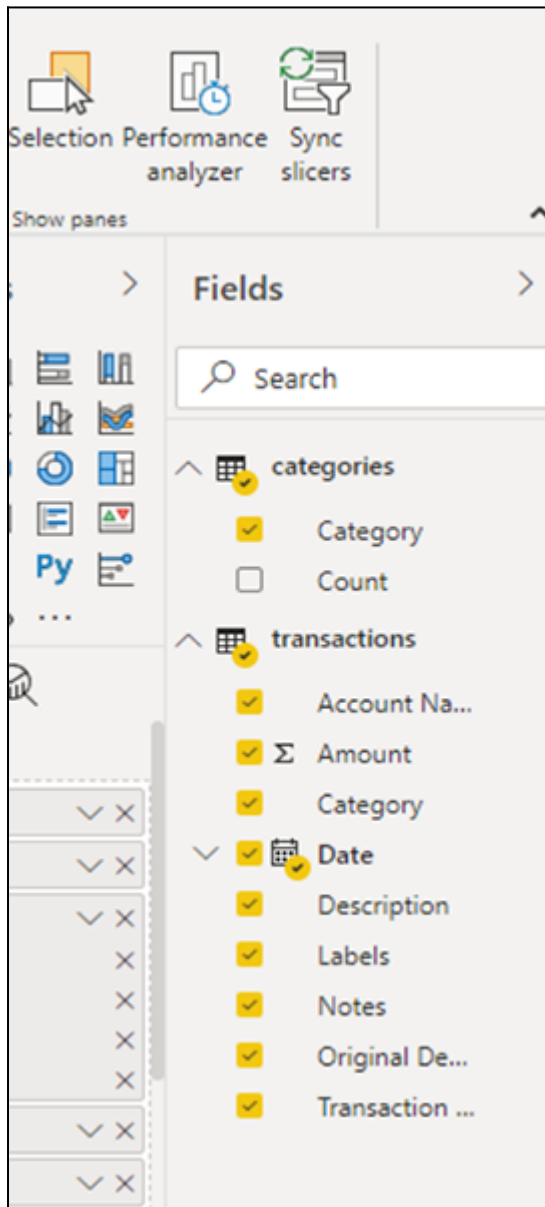 Selection Performance analyzer Sync slicers
Show panes
Fields
Search
categories
Category
Count
transactions
Account Na...
Σ Amount
Category
Date
Description
Labels
Notes
Original De...
Transaction ...
Py
...